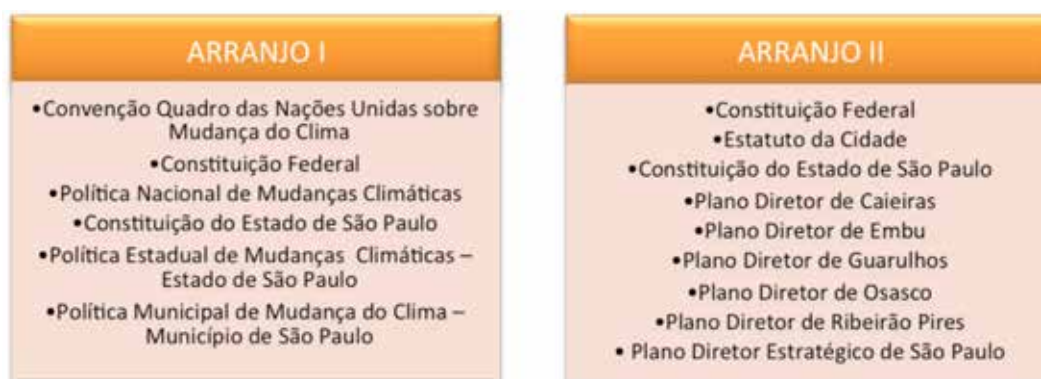 ARRANJO I
•Convenção Quadro das Nações Unidas sobre
Mudança do Clima
•Constituição Federal
•Política Nacional de Mudanças Climáticas
•Constituição do Estado de São Paulo
•Política Estadual de Mudanças Climáticas –
Estado de São Paulo
•Política Municipal de Mudança do Clima –
Município de São Paulo
ARRANJO II
•Constituição Federal
•Estatuto da Cidade
•Constituição do Estado de São Paulo
•Plano Diretor de Caieiras
•Plano Diretor de Embu
•Plano Diretor de Guarulhos
•Plano Diretor de Osasco
•Plano Diretor de Ribeirão Pires
• Plano Diretor Estratégico de São Paulo